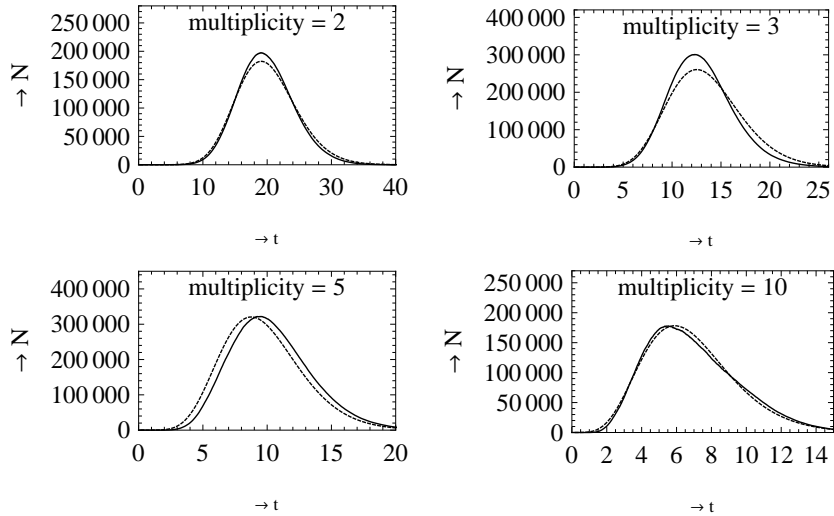 multiplicity = 2
250 000
200 000
150 000
100 000
50 000
0
→ N
0 10 20 30 40
→ t
multiplicity = 3
400 000
300 000
200 000
100 000
0
→ N
0 5 10 15 20 25
→ t
multiplicity = 5
400 000
300 000
200 000
100 000
0
→ N
0 5 10 15 20
→ t
multiplicity = 10
250 000
200 000
150 000
100 000
50 000
0
→ N
0 2 4 6 8 10 12 14
→ t